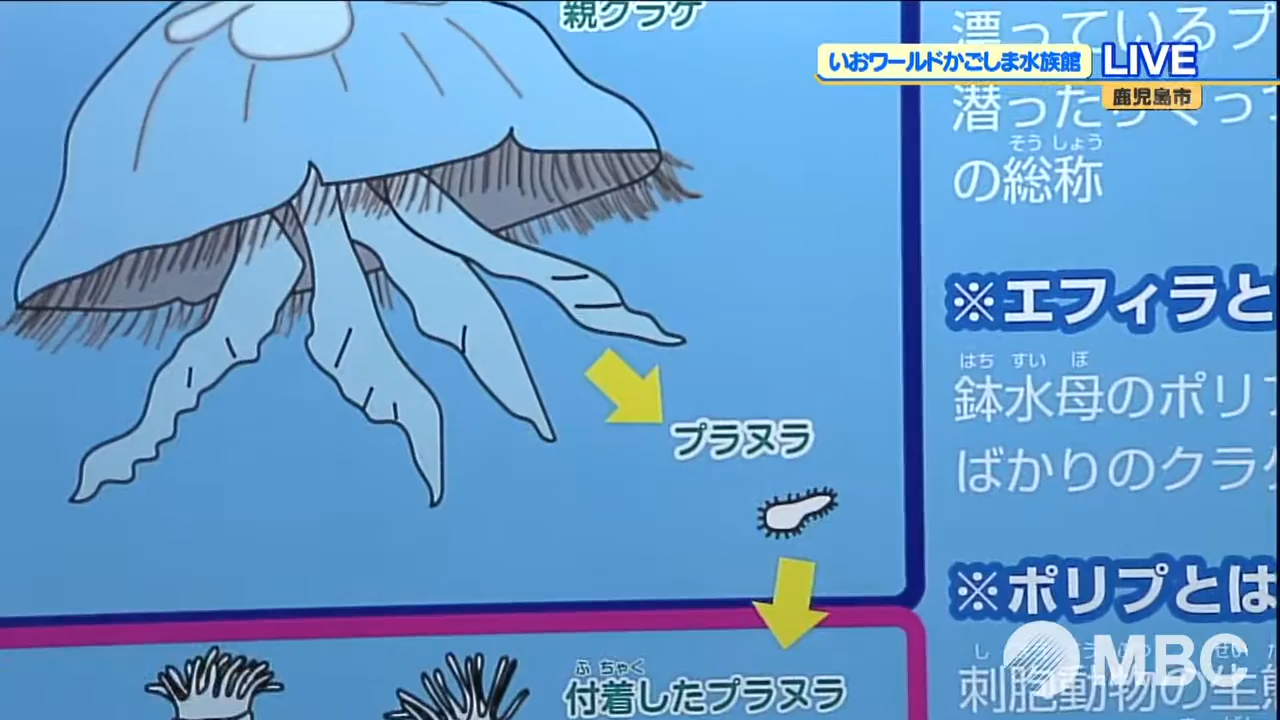 親クラゲ
いおワールドかごしま水族館
LIVE
鹿児島市
漂っているプ
潜ったり
そうしょう
の総称
※エフィラと
はちすいぼ
鉢水母のポリプ
ばかりのクラゲ
プラヌラ
※ポリプとは
刺胞動物の生態
MBC
ふちゃく
付着したプラヌラ